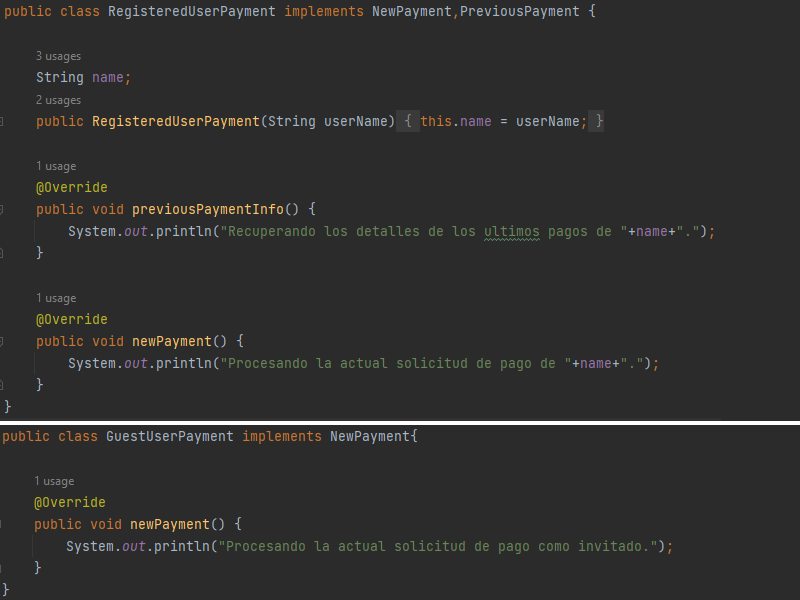 public class RegisteredUserPayment implements NewPayment,PreviousPayment {
3 usages
String name;
2 usages
public RegisteredUserPayment(String userName) { this.name = userName; }
1 usage
@Override
public void previousPaymentInfo() {
System.out.println("Recuperando los detalles de los ultimos pagos de "+name+".");
}
1 usage
@Override
public void newPayment() {
System.out.println("Procesando la actual solicitud de pago de "+name+".");
}
}
public class GuestUserPayment implements NewPayment{
1 usage
@Override
public void newPayment() {
System.out.println("Procesando la actual solicitud de pago como invitado.");
}
}